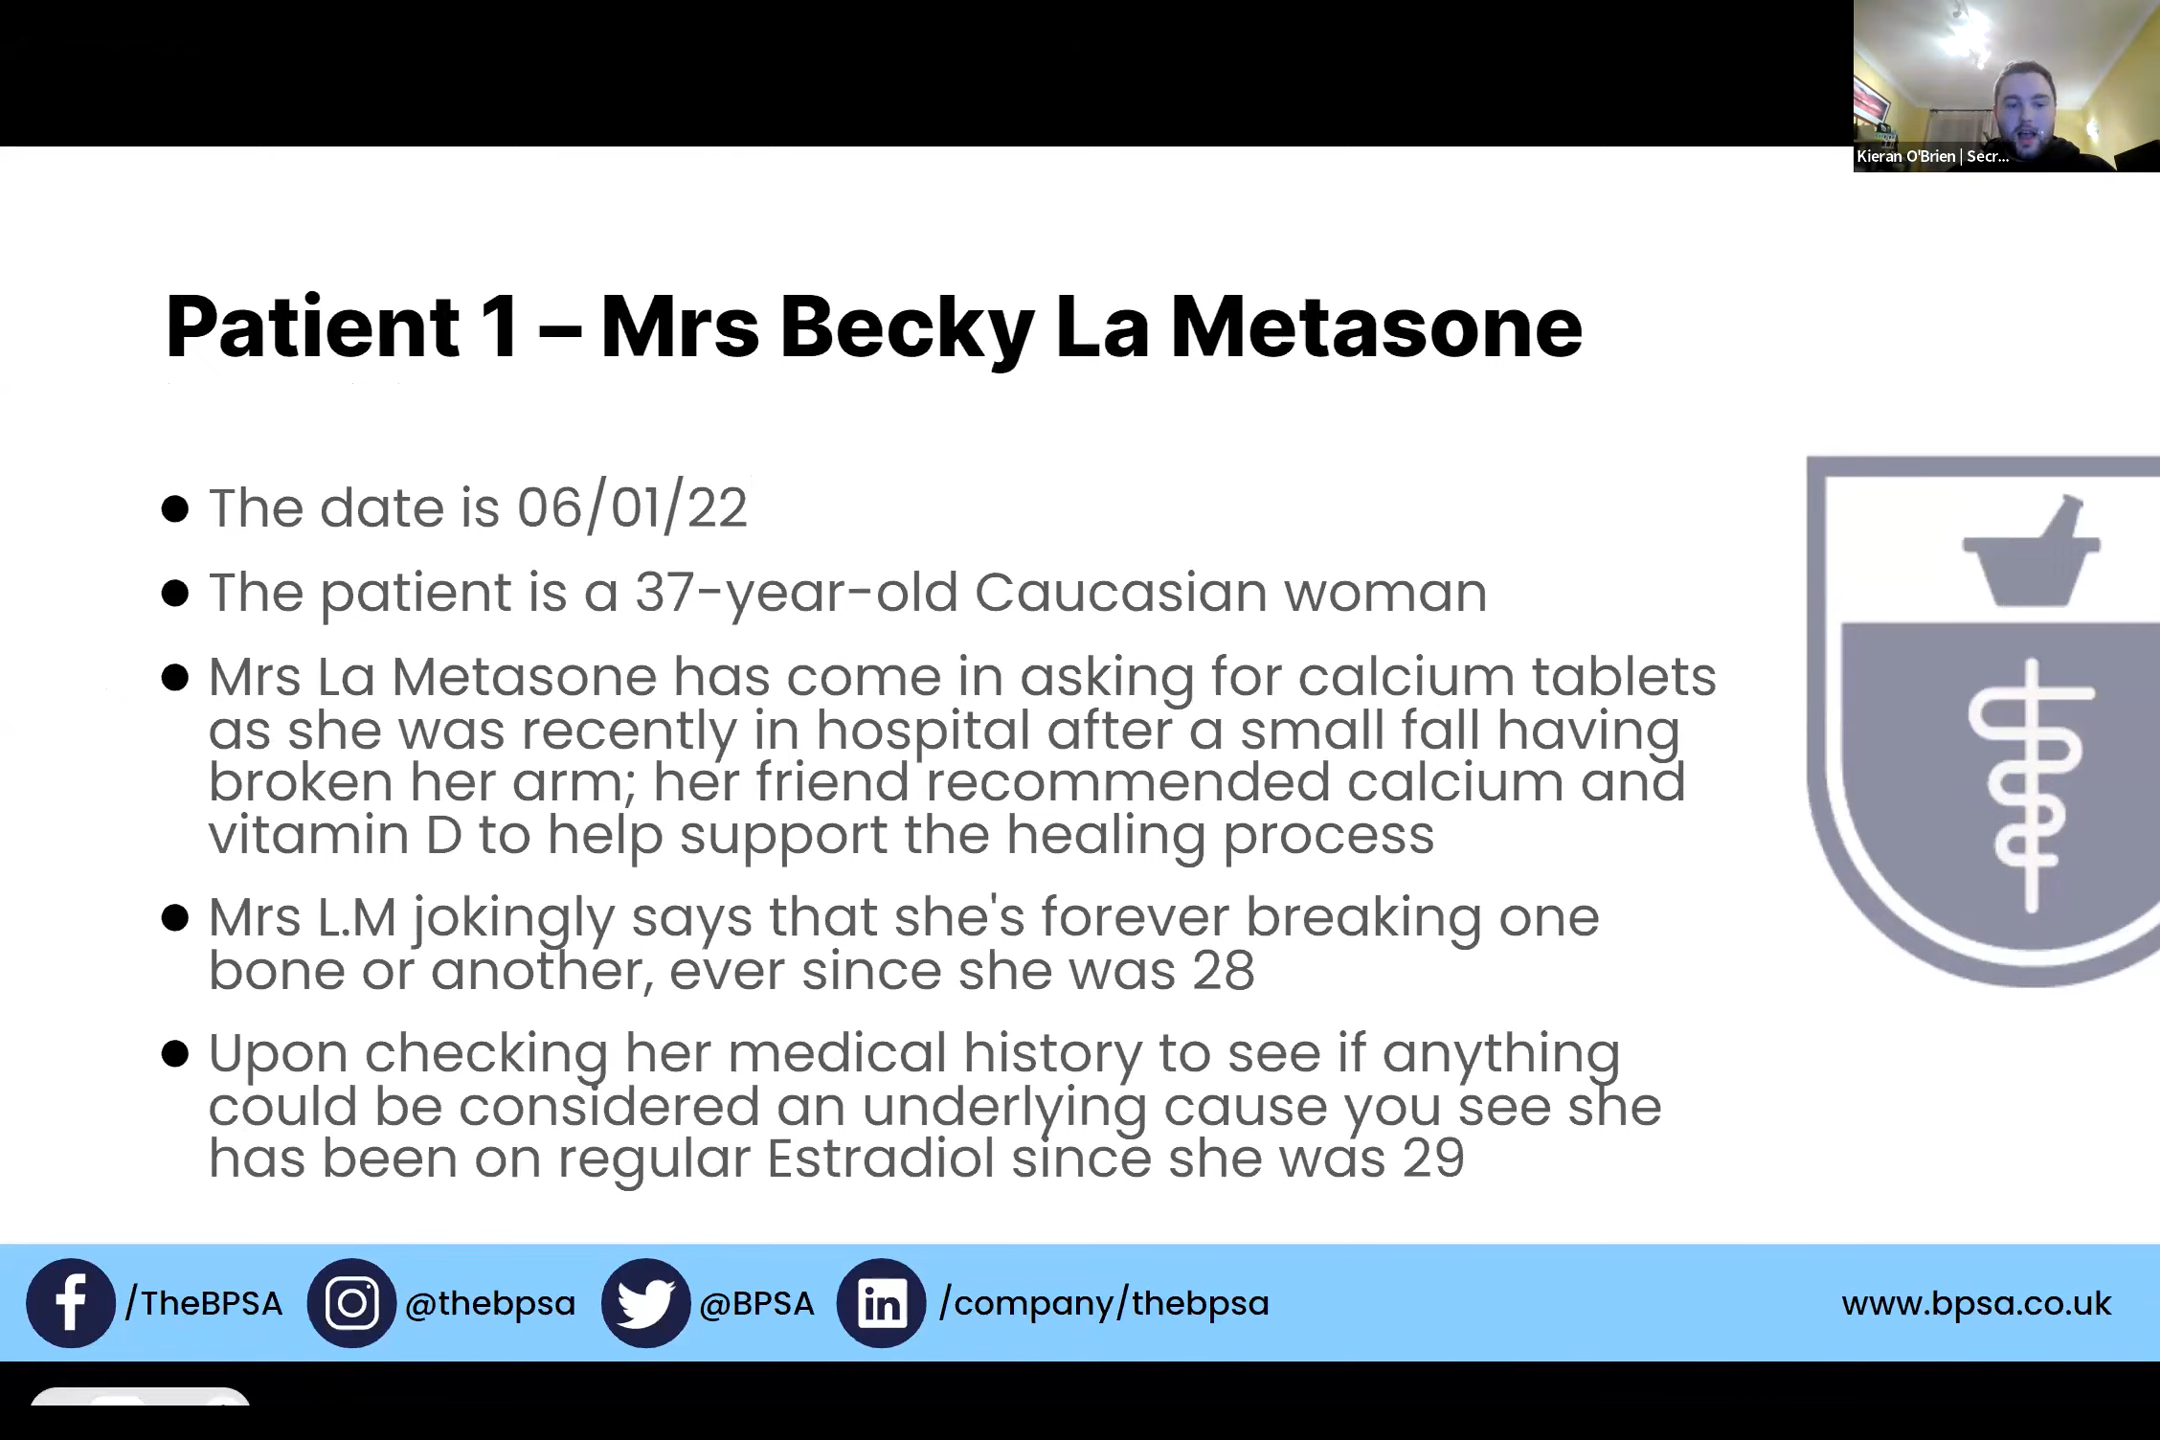 Kieran O'Brien | Secr...
Patient 1 – Mrs Becky La Metasone
● The date is 06/01/22
● The patient is a 37-year-old Caucasian woman
● Mrs La Metasone has come in asking for calcium tablets
as she was recently in hospital after a small fall having
broken her arm; her friend recommended calcium and
vitamin D to help support the healing process
● Mrs L.M jokingly says that she's forever breaking one
bone or another, ever since she was 28
● Upon checking her medical history to see if anything
could be considered an underlying cause you see she
has been on regular Estradiol since she was 29
/TheBPSA @thebpsa @BPSA /company/thebpsa www.bpsa.co.uk